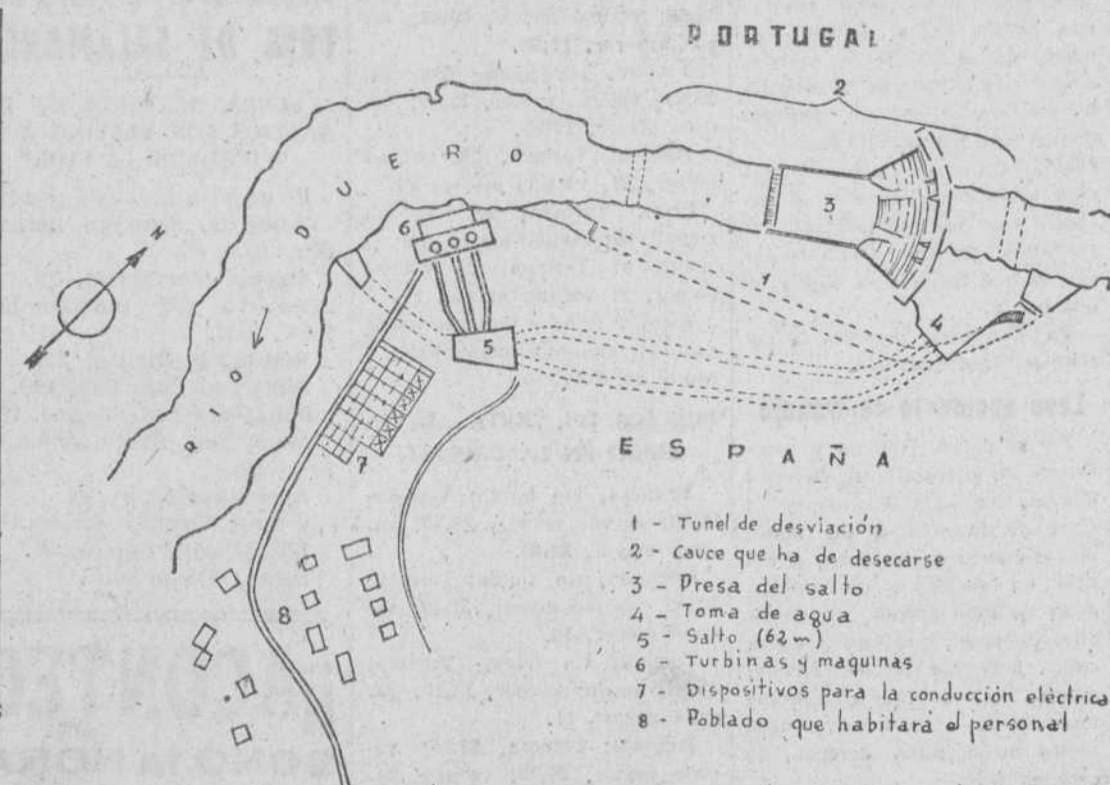 PORTUGAL
2
RIO DUERO
6
3
1
N
5
4
7
ESPAÑA
8
1 - Tunel de desviación
2 - Cauce que ha de desecarse
3 - Presa del salto
4 - Toma de agua
5 - Salto (62 m)
6 - Turbinas y maquinas
7 - Dispositivos para la conducción eléctrica
8 - Poblado que habitará el personal